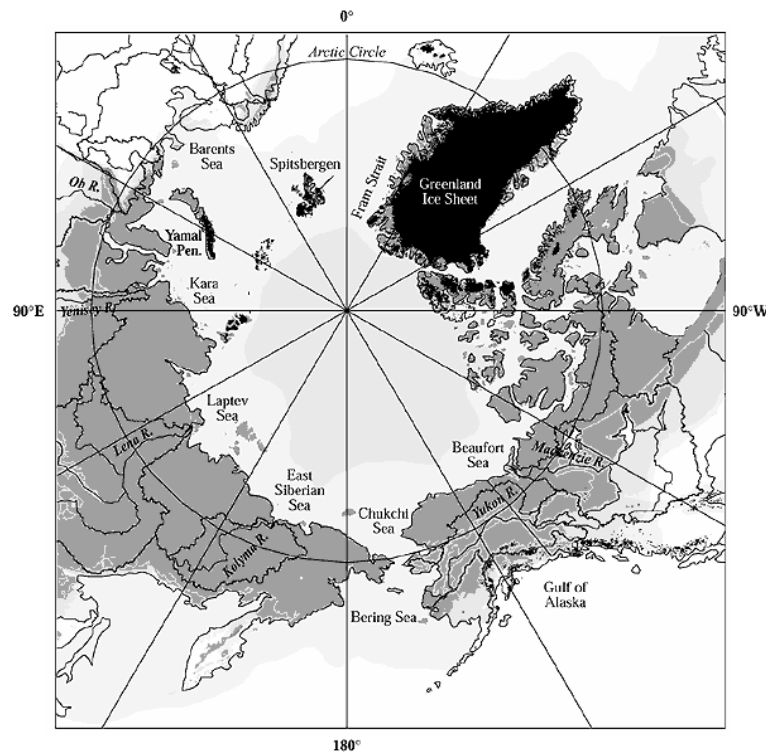 0°
Arctic Circle
Barents
Sea
Spitsbergen
Fram Strait
Greenland
Ice Sheet
Ob R.
Yamal
Pen.
Kara
Sea
90°E
Yenisey R.
90°W
Laptev
Sea
Lena R.
Beaufort
Sea
Mackenzie R.
East
Siberian
Sea
Chukchi
Sea
Yukon R.
Kolyma R.
Gulf of
Alaska
Bering Sea
180°